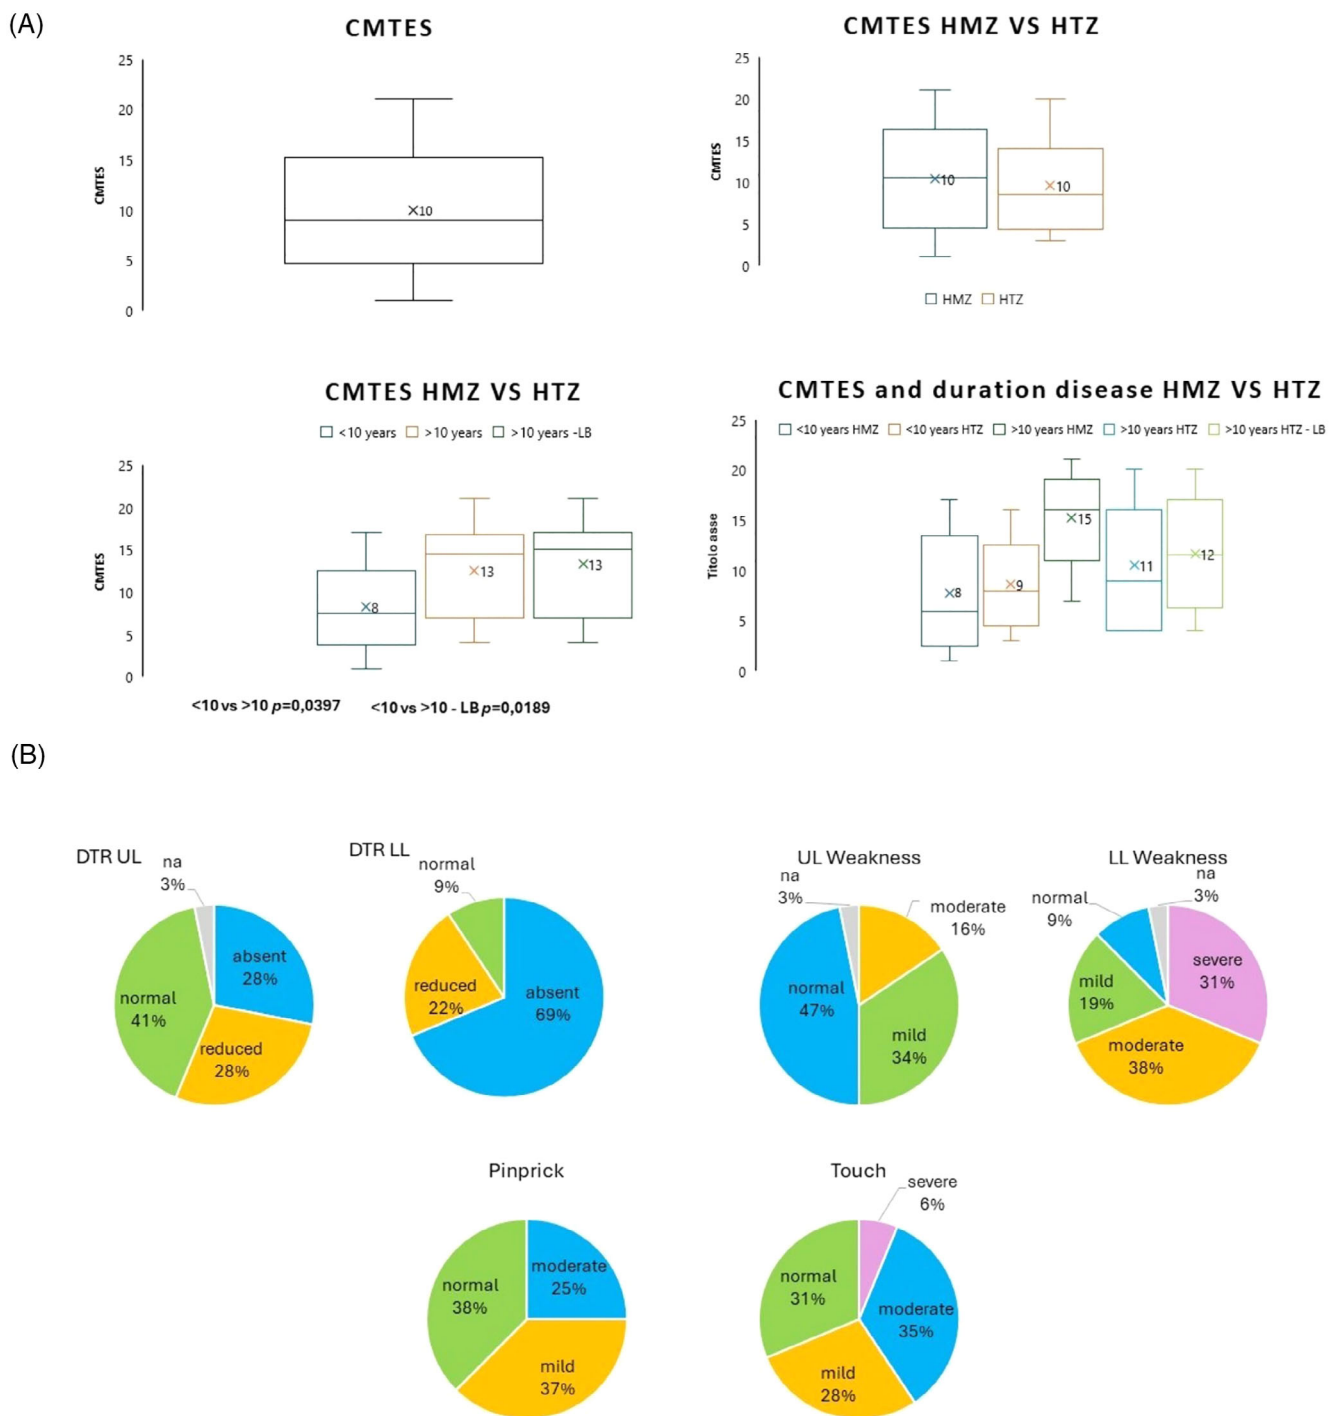 (A)
CMTES
25
20
15
10
5
0
CMTES
×10
CMTES HMZ VS HTZ
25
20
15
10
5
0
CMTES
×10
×10
HMZ HTZ
CMTES HMZ VS HTZ
<10 years >10 years >10 years -LB
25
20
15
10
5
0
CMTES
×8
×13
×13
<10 vs >10 p=0,0397 <10 vs >10 - LB p=0,0189
CMTES and duration disease HMZ VS HTZ
<10 years HMZ <10 years HTZ >10 years HMZ >10 years HTZ >10 years HTZ - LB
25
20
15
10
5
0
Titolo asse
×8
×9
×15
×11
×12
(B)
DTR UL
na
3%
absent
28%
normal
41%
reduced
28%
DTR LL
normal
9%
reduced
22%
absent
69%
UL Weakness
na
3%
moderate
16%
normal
47%
mild
34%
LL Weakness
na
3%
normal
9%
severe
31%
mild
19%
moderate
38%
Pinprick
moderate
25%
normal
38%
mild
37%
Touch
severe
6%
normal
31%
moderate
35%
mild
28%